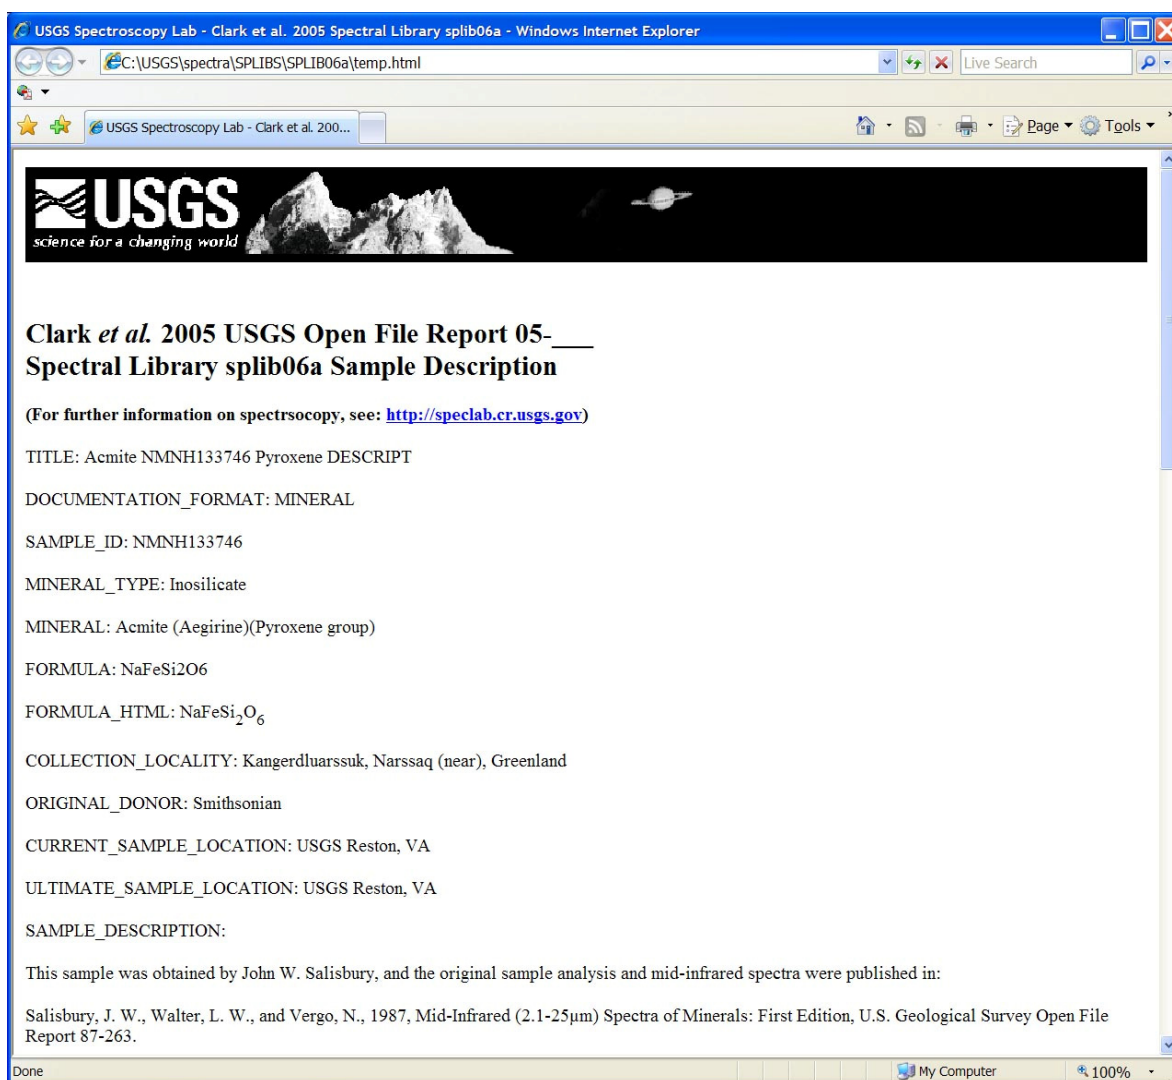 USGS Spectroscopy Lab - Clark et al. 2005 Spectral Library splib06a - Windows Internet Explorer
C:\USGS\spectra\SPLIBS\SPLIB06a\temp.html
Live Search
USGS Spectroscopy Lab - Clark et al. 200...
Page
Tools
USGS
science for a changing world
Clark et al. 2005 USGS Open File Report 05-___
Spectral Library splib06a Sample Description
(For further information on spectrsocopy, see: http://speclab.cr.usgs.gov)
TITLE: Acmite NMNH133746 Pyroxene DESCRIPT
DOCUMENTATION_FORMAT: MINERAL
SAMPLE_ID: NMNH133746
MINERAL_TYPE: Inosilicate
MINERAL: Acmite (Aegirine)(Pyroxene group)
FORMULA: NaFeSi2O6
FORMULA_HTML: NaFeSi₂O₆
COLLECTION_LOCALITY: Kangerdluarssuk, Narssaq (near), Greenland
ORIGINAL_DONOR: Smithsonian
CURRENT_SAMPLE_LOCATION: USGS Reston, VA
ULTIMATE_SAMPLE_LOCATION: USGS Reston, VA
SAMPLE_DESCRIPTION:
This sample was obtained by John W. Salisbury, and the original sample analysis and mid-infrared spectra were published in:
Salisbury, J. W., Walter, L. W., and Vergo, N., 1987, Mid-Infrared (2.1-25µm) Spectra of Minerals: First Edition, U.S. Geological Survey Open File
Report 87-263.
Done
My Computer
100%